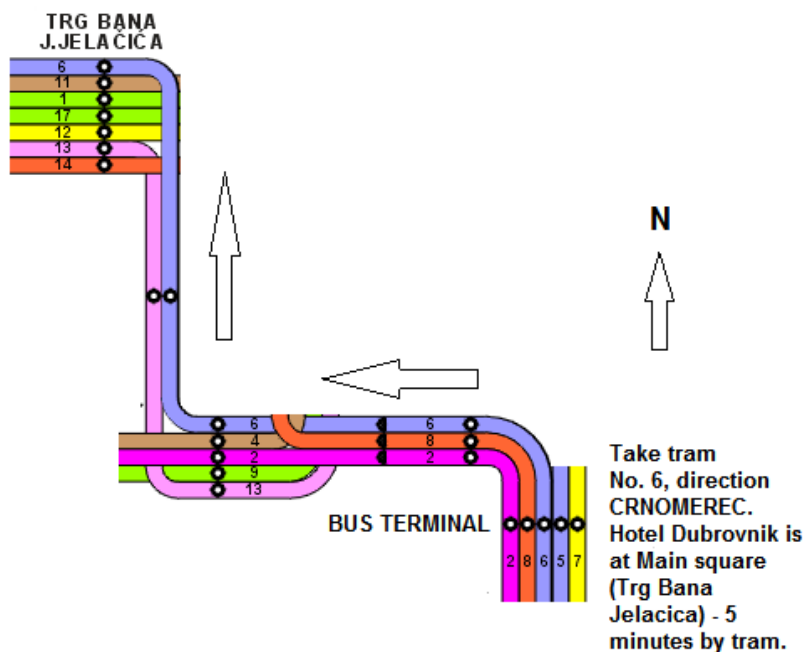 TRG BANA
J.JELAČIĆA
6
11
1
17
12
13
14
N
6
6
4
8
2
2
9
13
BUS TERMINAL
2
8
6
5
7
Take tram
No. 6, direction
CRNOMEREC.
Hotel Dubrovnik is
at Main square
(Trg Bana
Jelacica) - 5
minutes by tram.